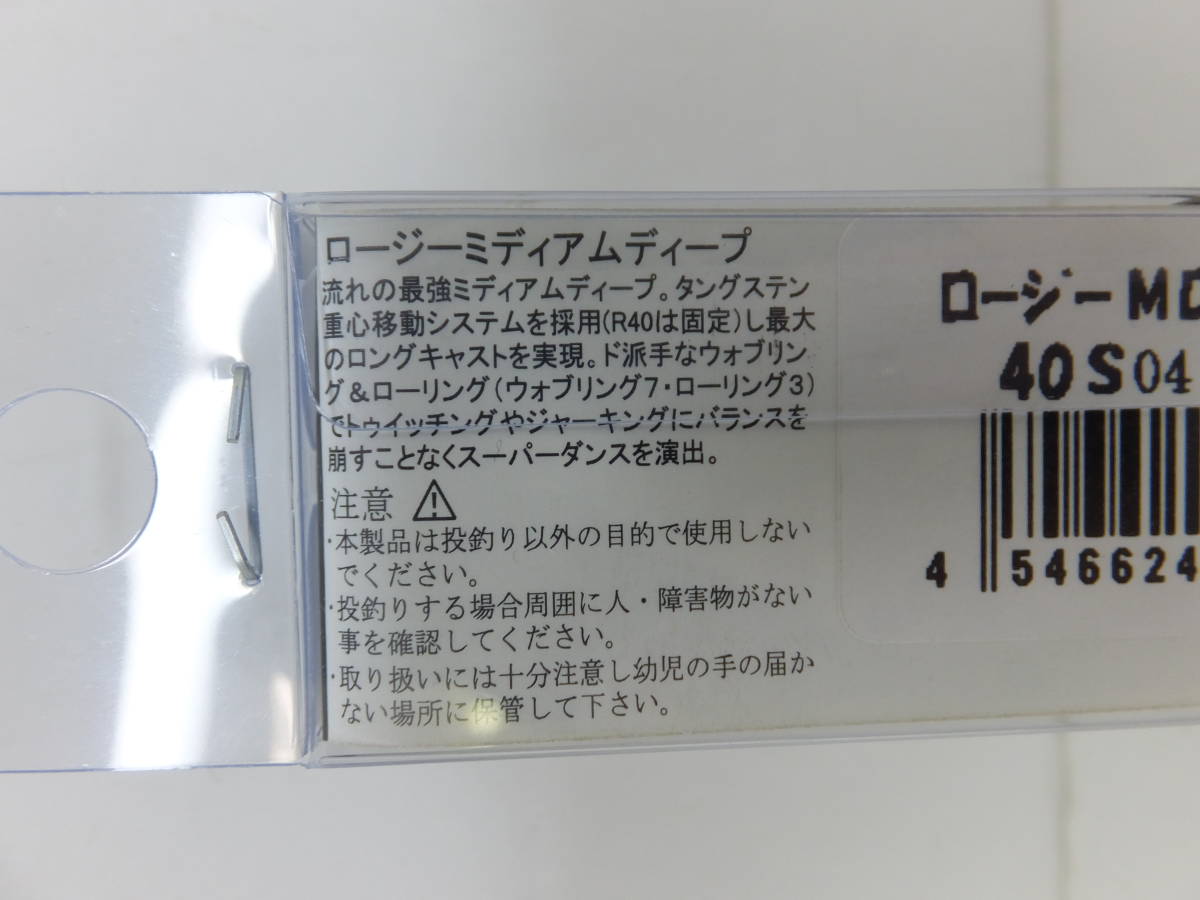 ロージーミディアムディープ
流れの最強ミディアムディープ。タングステン
重心移動システムを採用(R40は固定)し最大
のロングキャストを実現。ド派手なウォブリン
グ&ローリング(ウォブリング7・ローリング3)
でトゥイッチングやジャーキングにバランスを
崩すことなくスーパーダンスを演出。
注意
・本製品は投釣り以外の目的で使用しない
でください。
・投釣りする場合周囲に人・障害物がない
事を確認してください。
・取り扱いには十分注意し幼児の手の届か
ない場所に保管して下さい。
ロージーM
40S04
4 546624